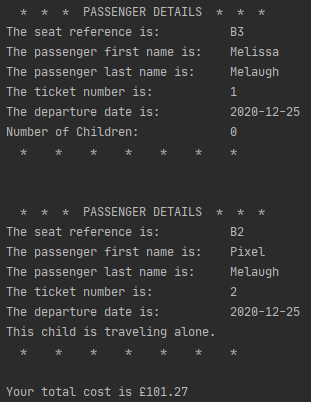 * * * PASSENGER DETAILS * * *
The seat reference is: B3
The passenger first name is: Melissa
The passenger last name is: Melaugh
The ticket number is: 1
The departure date is: 2020-12-25
Number of Children: 0
* * * * * * *
* * * PASSENGER DETAILS * * *
The seat reference is: B2
The passenger first name is: Pixel
The passenger last name is: Melaugh
The ticket number is: 2
The departure date is: 2020-12-25
This child is traveling alone.
* * * * * * *
Your total cost is £101.27